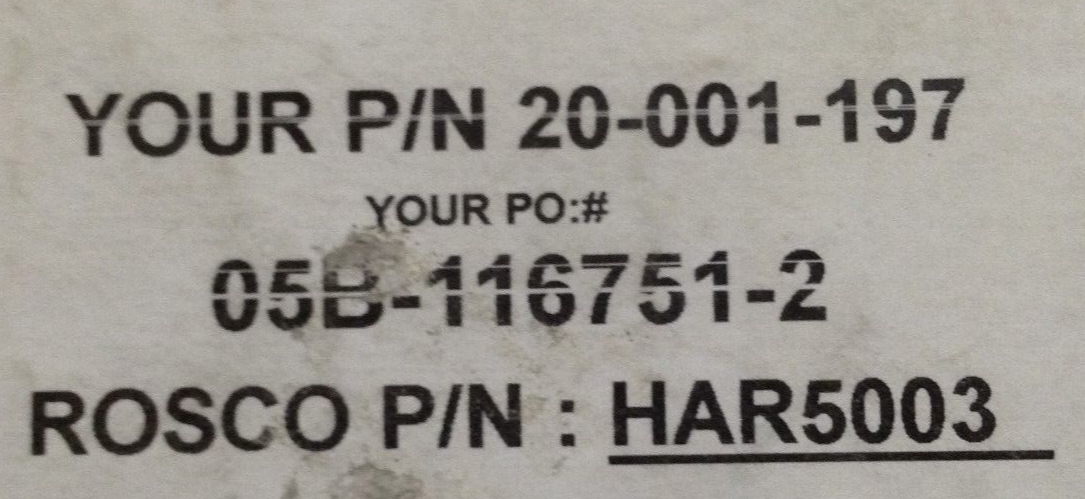 YOUR P/N 20-001-197
YOUR PO:#
05B-116751-2
ROSCO P/N : HAR5003